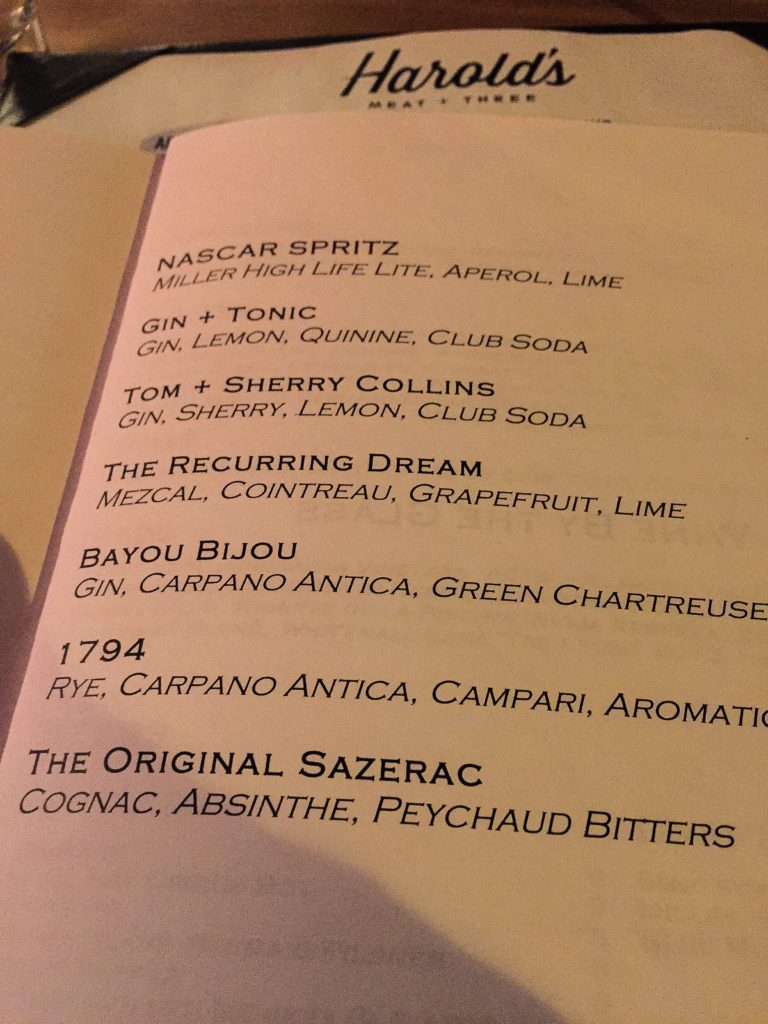 Harold's
MEAT + THREE
NASCAR SPRITZ
MILLER HIGH LIFE LITE, APEROL, LIME
GIN + TONIC
GIN, LEMON, QUININE, CLUB SODA
TOM + SHERRY COLLINS
GIN, SHERRY, LEMON, CLUB SODA
THE RECURRING DREAM
MEZCAL, COINTREAU, GRAPEFRUIT, LIME
BAYOU BIJOU
GIN, CARPANO ANTICA, GREEN CHARTREUSE
1794
RYE, CARPANO ANTICA, CAMPARI, AROMATIC
THE ORIGINAL SAZERAC
COGNAC, ABSINTHE, PEYCHAUD BITTERS